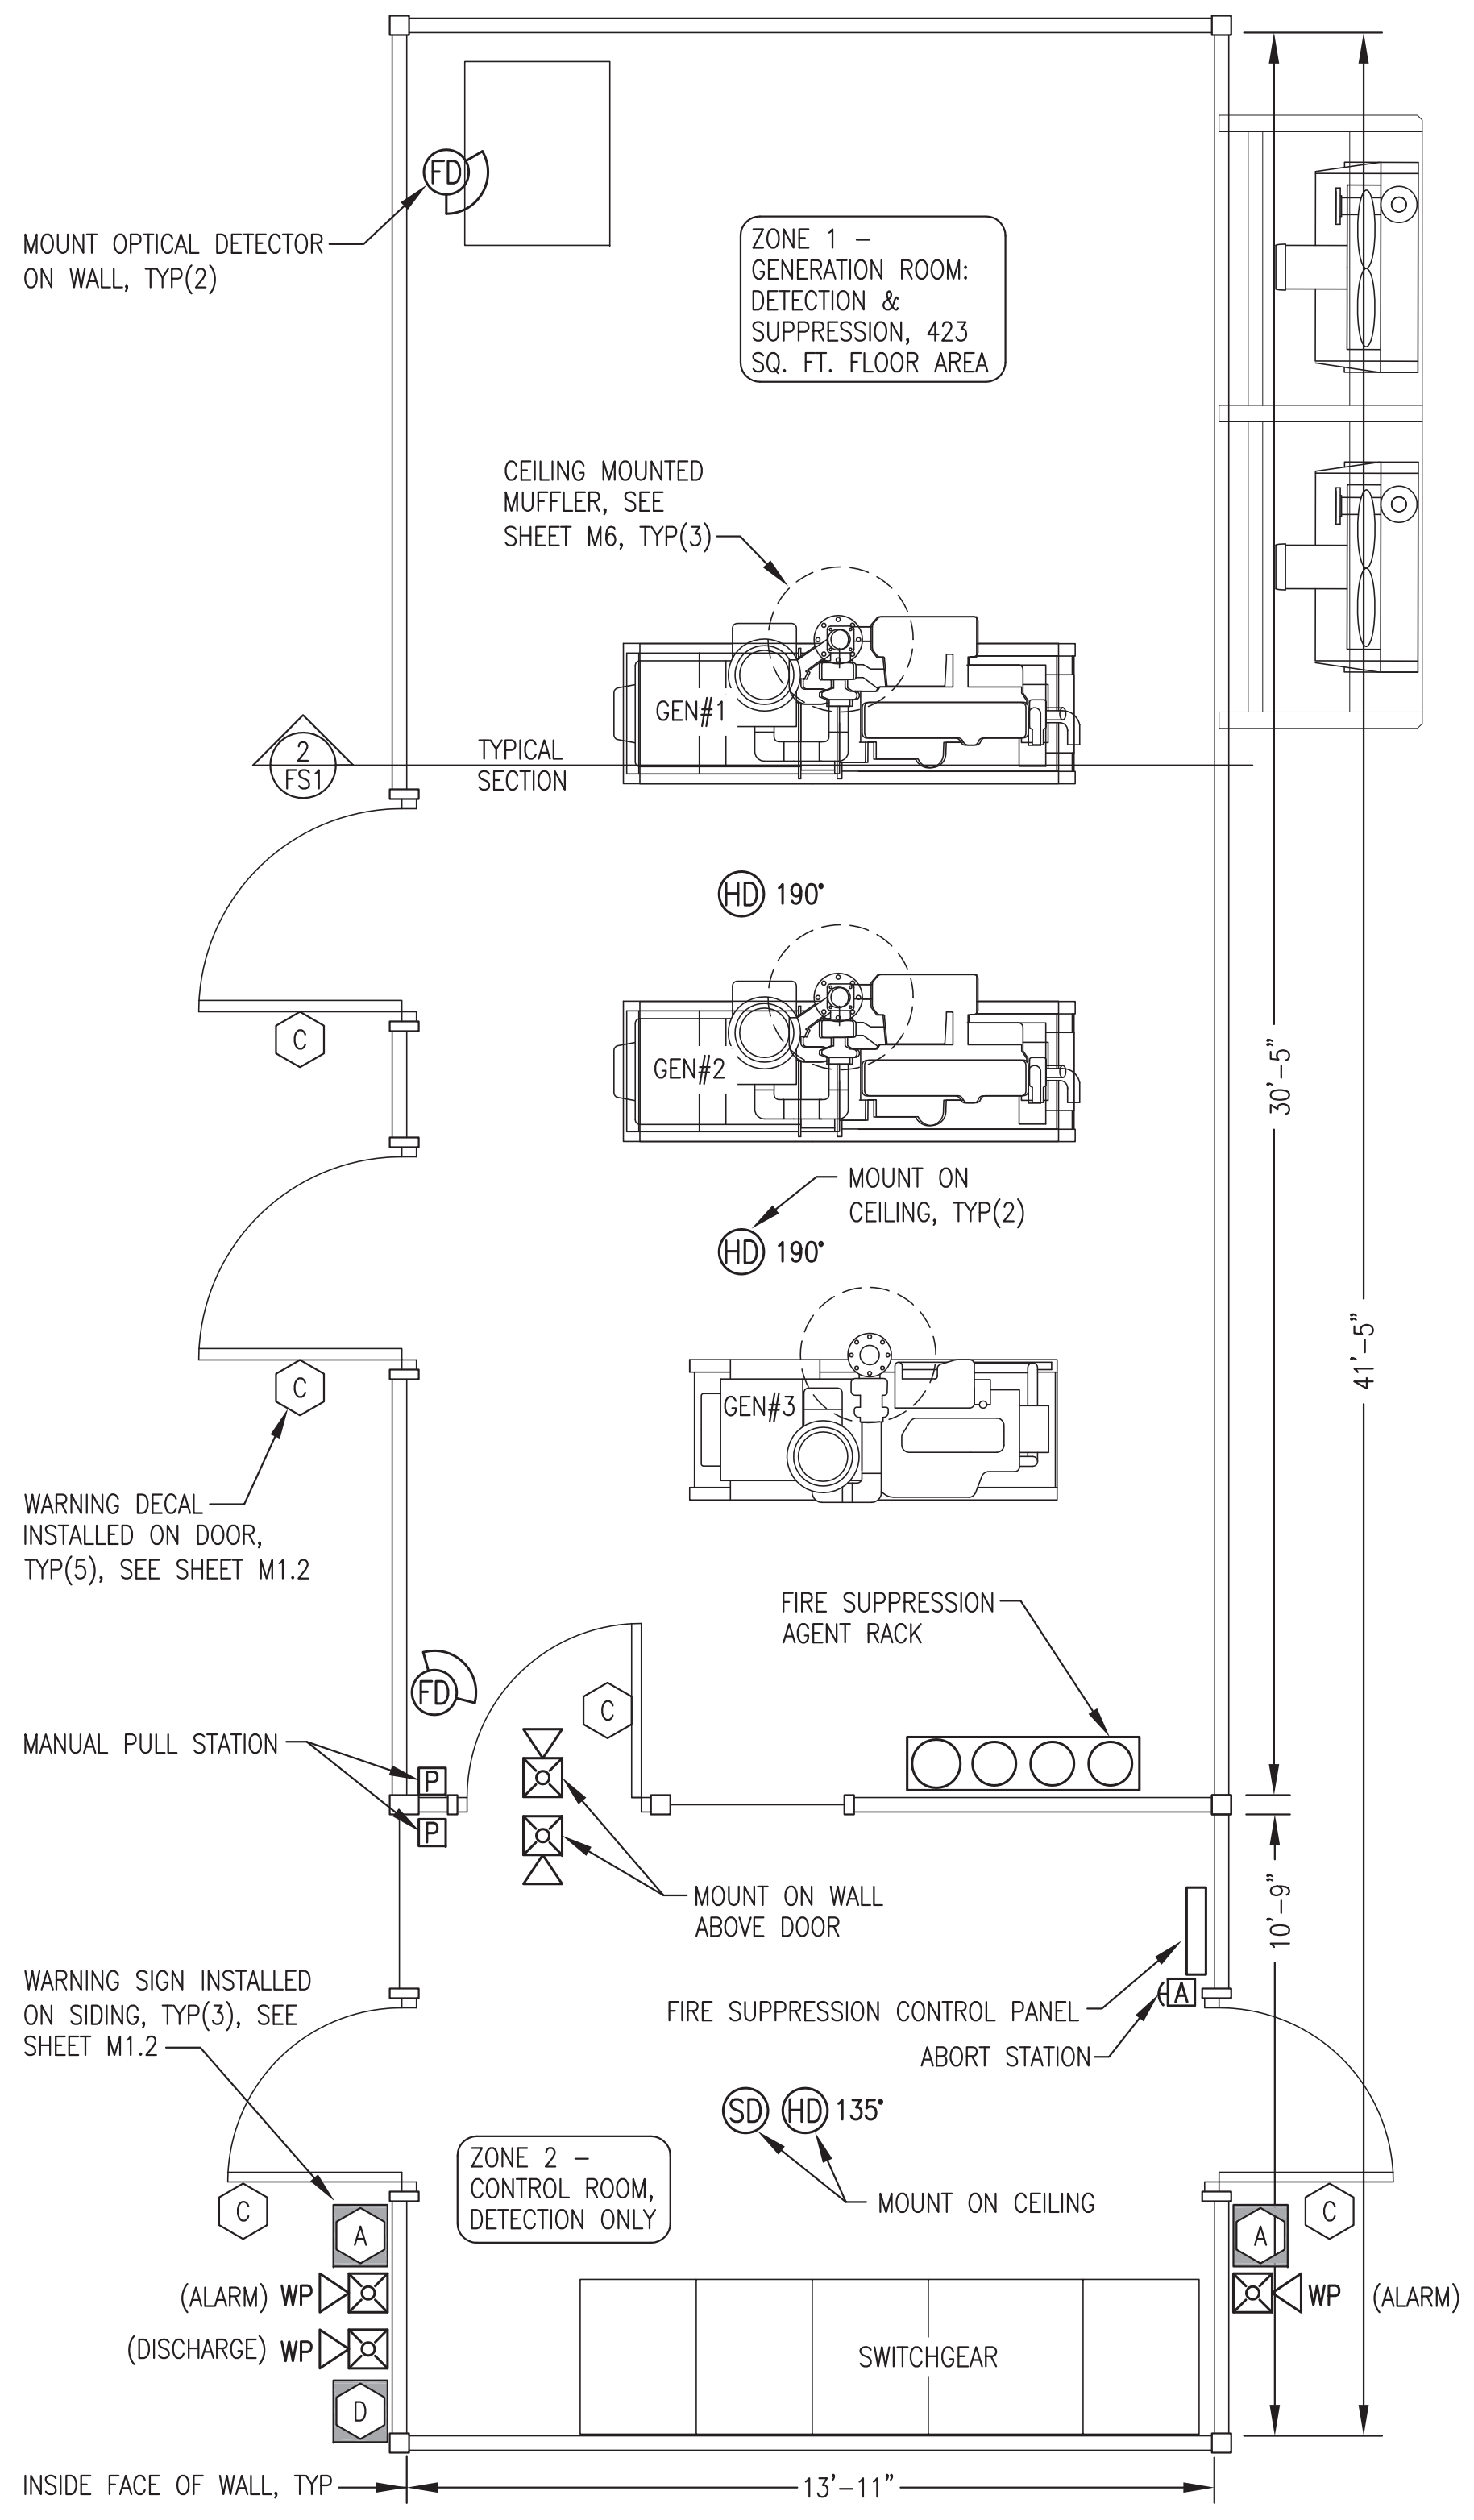 FD
MOUNT OPTICAL DETECTOR
ON WALL, TYP(2)
ZONE 1 –
GENERATION ROOM:
DETECTION &
SUPPRESSION, 423
SQ. FT. FLOOR AREA
CEILING MOUNTED
MUFFLER, SEE
SHEET M6, TYP(3)
GEN#1
2
FS1
TYPICAL
SECTION
HD 190°
C
GEN#2
30'–5"
MOUNT ON
CEILING, TYP(2)
HD 190°
41'–5"
C
GEN#3
WARNING DECAL
INSTALLED ON DOOR,
TYP(5), SEE SHEET M1.2
FIRE SUPPRESSION
AGENT RACK
FD
C
MANUAL PULL STATION
P
P
MOUNT ON WALL
ABOVE DOOR
10'–9"
WARNING SIGN INSTALLED
ON SIDING, TYP(3), SEE
SHEET M1.2
FIRE SUPPRESSION CONTROL PANEL
A
ABORT STATION
SD HD 135°
ZONE 2 –
CONTROL ROOM,
DETECTION ONLY
MOUNT ON CEILING
C
A
A
C
(ALARM) WP
WP (ALARM)
(DISCHARGE) WP
SWITCHGEAR
D
INSIDE FACE OF WALL, TYP
13'–11"